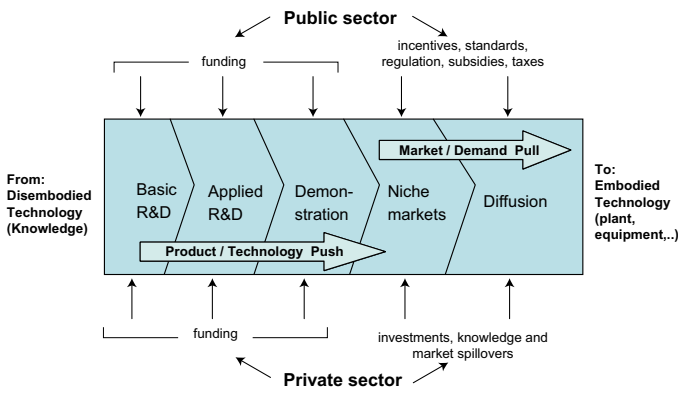 Public sector
funding
incentives, standards,
regulation, subsidies, taxes
Market / Demand Pull
From:
Disembodied
Technology
(Knowledge)
Basic
R&D
Applied
R&D
Demon-
stration
Niche
markets
Diffusion
To:
Embodied
Technology
(plant,
equipment,..)
Product / Technology Push
funding
investments, knowledge and
market spillovers
Private sector